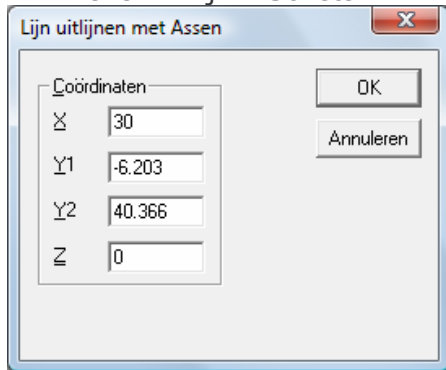 Lijn uitlijnen met Assen
Coördinaten
X 30
Y1 -6.203
Y2 40.366
Z 0
OK
Annuleren